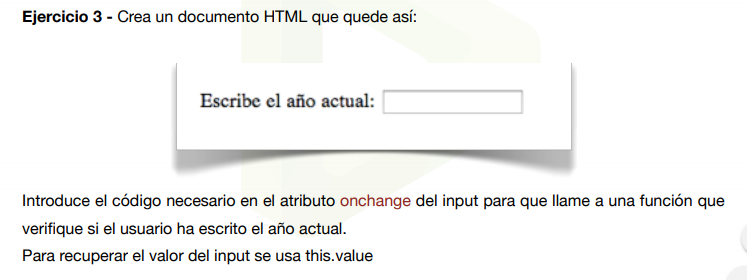 Ejercicio 3 - Crea un documento HTML que quede así:
Escribe el año actual:
Introduce el código necesario en el atributo onchange del input para que llame a una función que
verifique si el usuario ha escrito el año actual.
Para recuperar el valor del input se usa this.value